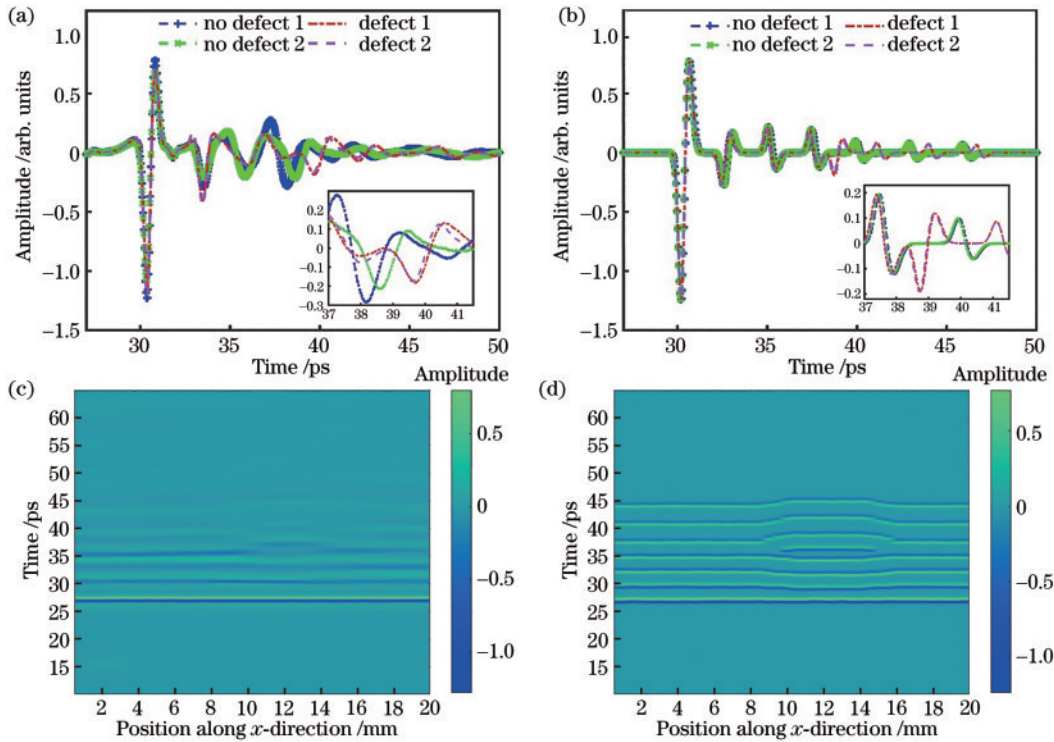 (a)
no defect 1
defect 1
no defect 2
defect 2
1.0
0.5
0
−0.5
−1.0
−1.5
Amplitude /arb. units
30
35
40
45
50
Time /ps
0.2
0.1
0
−0.1
−0.2
−0.3
37 38 39 40 41
(b)
no defect 1
defect 1
no defect 2
defect 2
1.0
0.5
0
−0.5
−1.0
−1.5
Amplitude /arb. units
30
35
40
45
50
Time /ps
0.2
0.1
0
−0.1
−0.2
37 38 39 40 41
(c)
Amplitude
65
60
55
50
45
40
35
30
25
20
15
Time /ps
2 4 6 8 10 12 14 16 18 20
Position along x-direction /mm
0.5
0
−0.5
−1.0
(d)
Amplitude
65
60
55
50
45
40
35
30
25
20
15
Time /ps
2 4 6 8 10 12 14 16 18 20
Position along x-direction /mm
0.5
0
−0.5
−1.0